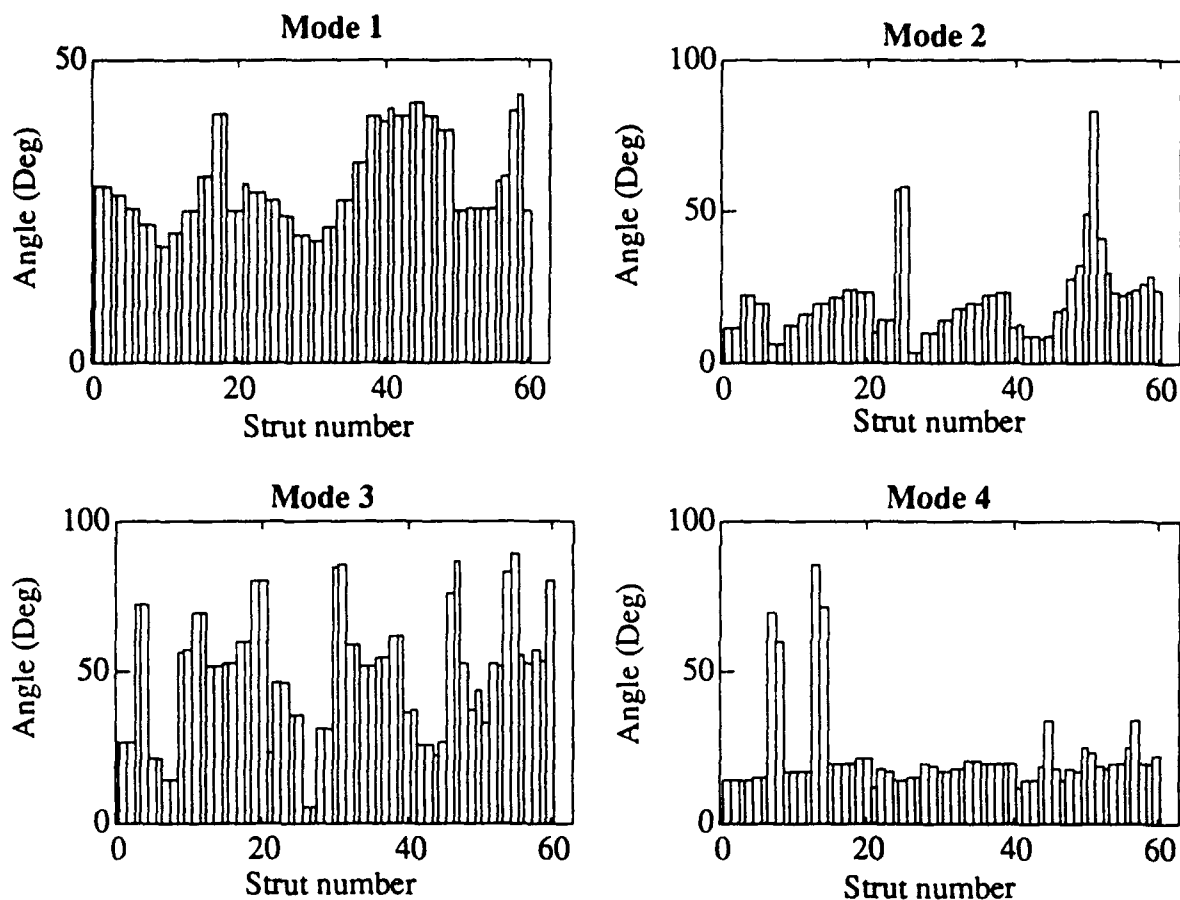 Mode 1
50
Angle (Deg)
0
0 20 40 60
Strut number
Mode 2
100
Angle (Deg)
50
0
0 20 40 60
Strut number
Mode 3
100
Angle (Deg)
50
0
0 20 40 60
Strut number
Mode 4
100
Angle (Deg)
50
0
0 20 40 60
Strut number